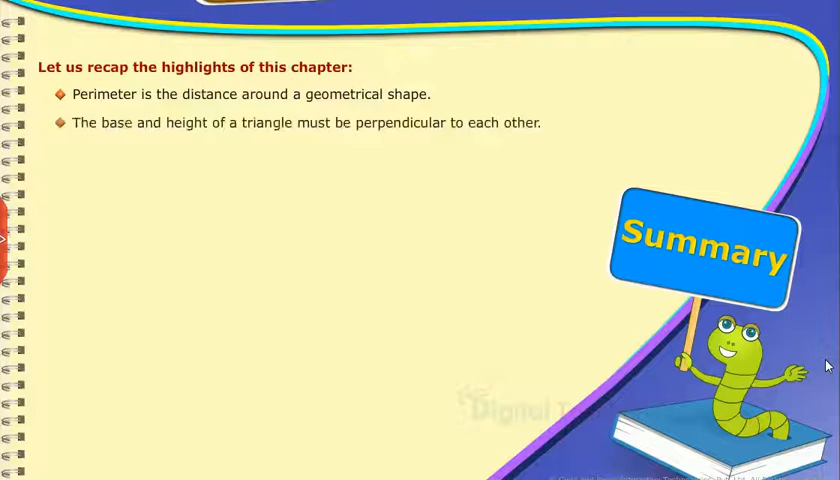 Let us recap the highlights of this chapter:
Perimeter is the distance around a geometrical shape.
The base and height of a triangle must be perpendicular to each other.
Summary